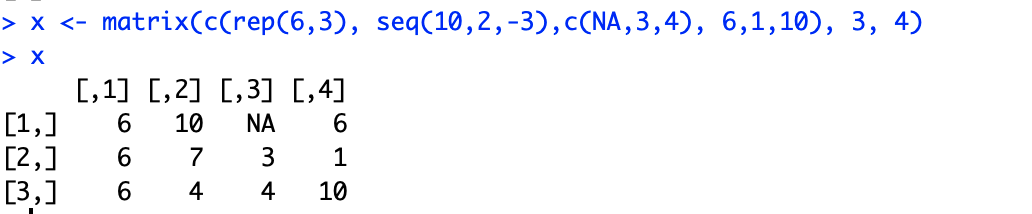 > x <- matrix(c(rep(6,3), seq(10,2,-3),c(NA,3,4), 6,1,10), 3, 4)
> x
     [,1] [,2] [,3] [,4]
[1,]    6   10   NA    6
[2,]    6    7    3    1
[3,]    6    4    4   10